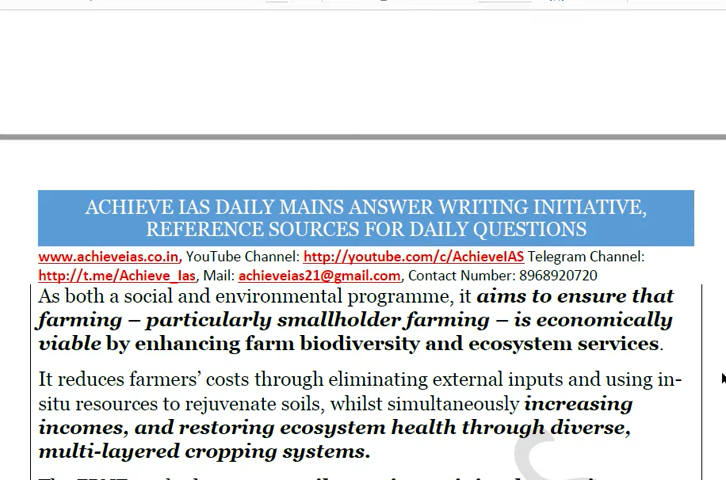 ACHIEVE IAS DAILY MAINS ANSWER WRITING INITIATIVE,
REFERENCE SOURCES FOR DAILY QUESTIONS
www.achieveias.co.in, YouTube Channel: http://youtube.com/c/AchieveIAS Telegram Channel:
http://t.me/Achieve_Ias, Mail: achieveias21@gmail.com, Contact Number: 8968920720
As both a social and environmental programme, it aims to ensure that
farming – particularly smallholder farming – is economically
viable by enhancing farm biodiversity and ecosystem services.
It reduces farmers’ costs through eliminating external inputs and using in-
situ resources to rejuvenate soils, whilst simultaneously increasing
incomes, and restoring ecosystem health through diverse,
multi-layered cropping systems.